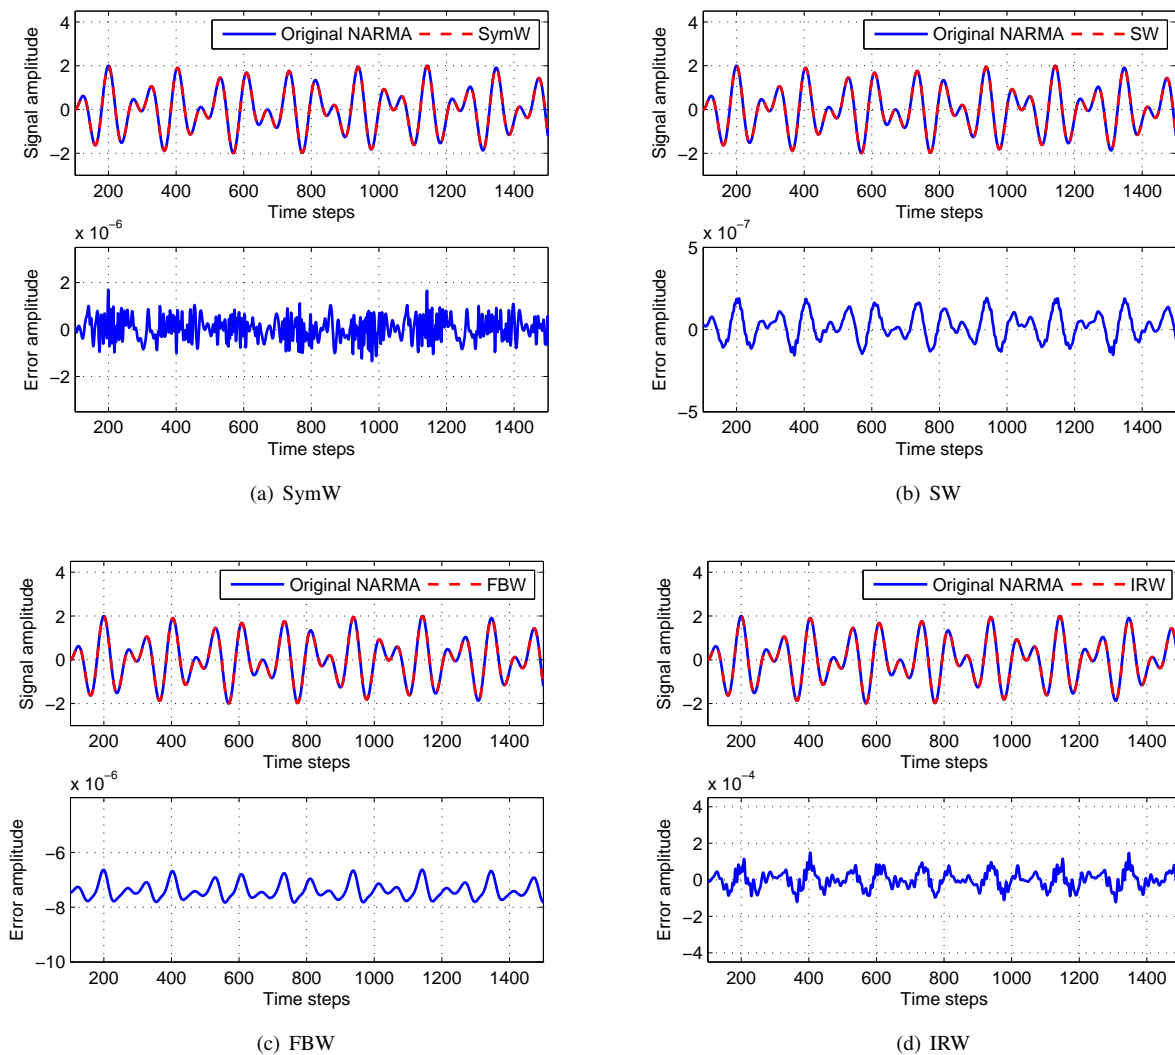 4
2
0
−2
Signal amplitude
Original NARMA
SymW
200 400 600 800 1000 1200 1400
Time steps
x 10−6
2
0
−2
Error amplitude
200 400 600 800 1000 1200 1400
Time steps
(a) SymW
4
2
0
−2
Signal amplitude
Original NARMA
SW
200 400 600 800 1000 1200 1400
Time steps
x 10−7
5
0
−5
Error amplitude
200 400 600 800 1000 1200 1400
Time steps
(b) SW
4
2
0
−2
Signal amplitude
Original NARMA
FBW
200 400 600 800 1000 1200 1400
Time steps
x 10−6
−6
−8
−10
Error amplitude
200 400 600 800 1000 1200 1400
Time steps
(c) FBW
4
2
0
−2
Signal amplitude
Original NARMA
IRW
200 400 600 800 1000 1200 1400
Time steps
x 10−4
4
2
0
−2
−4
Error amplitude
200 400 600 800 1000 1200 1400
Time steps
(d) IRW